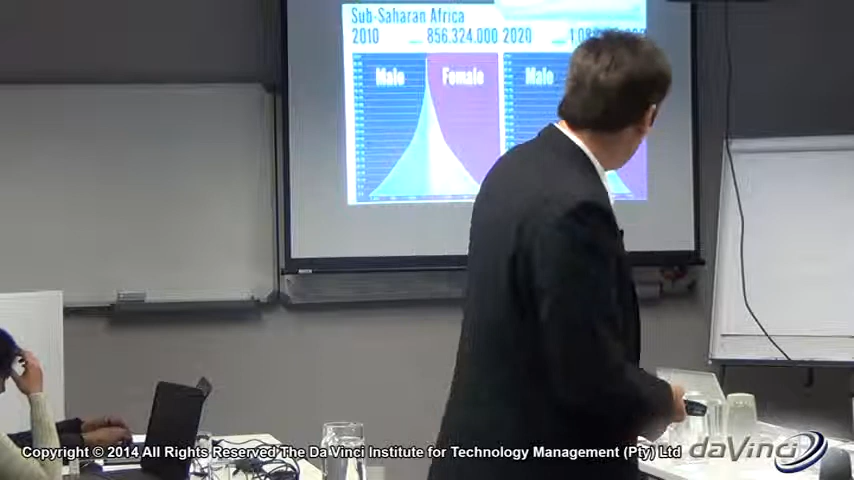 Sub-Saharan Africa
2010 856.324.000 2020
Male Female Male
Copyright © 2014 All Rights Reserved The Da Vinci Institute for Technology Management (Pty) Ltd
daVinci